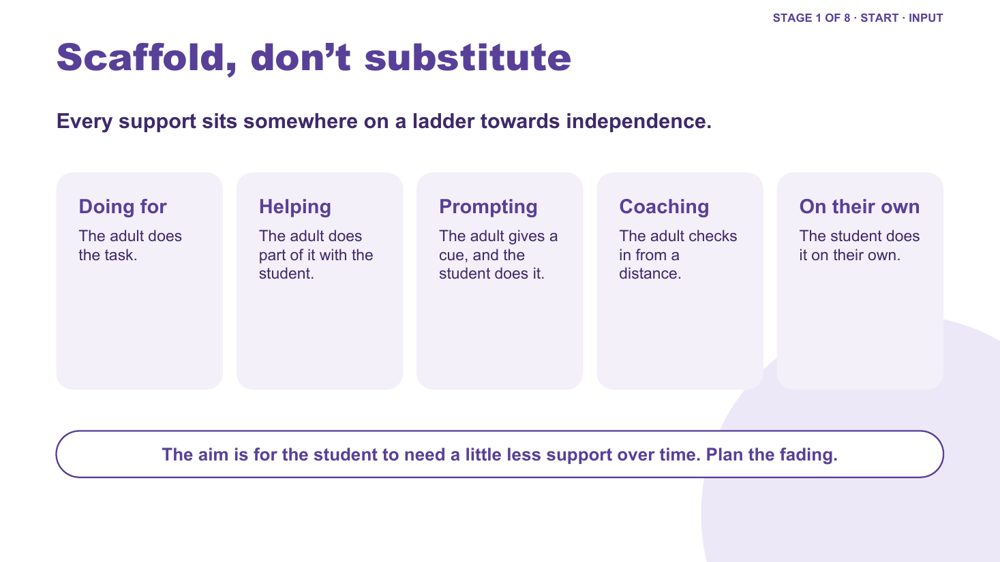 STAGE 1 OF 8 · START · INPUT
Scaffold, don’t substitute
Every support sits somewhere on a ladder towards independence.
Doing for
The adult does
the task.
Helping
The adult does
part of it with the
student.
Prompting
The adult gives a
cue, and the
student does it.
Coaching
The adult checks
in from a
distance.
On their own
The student does
it on their own.
The aim is for the student to need a little less support over time. Plan the fading.